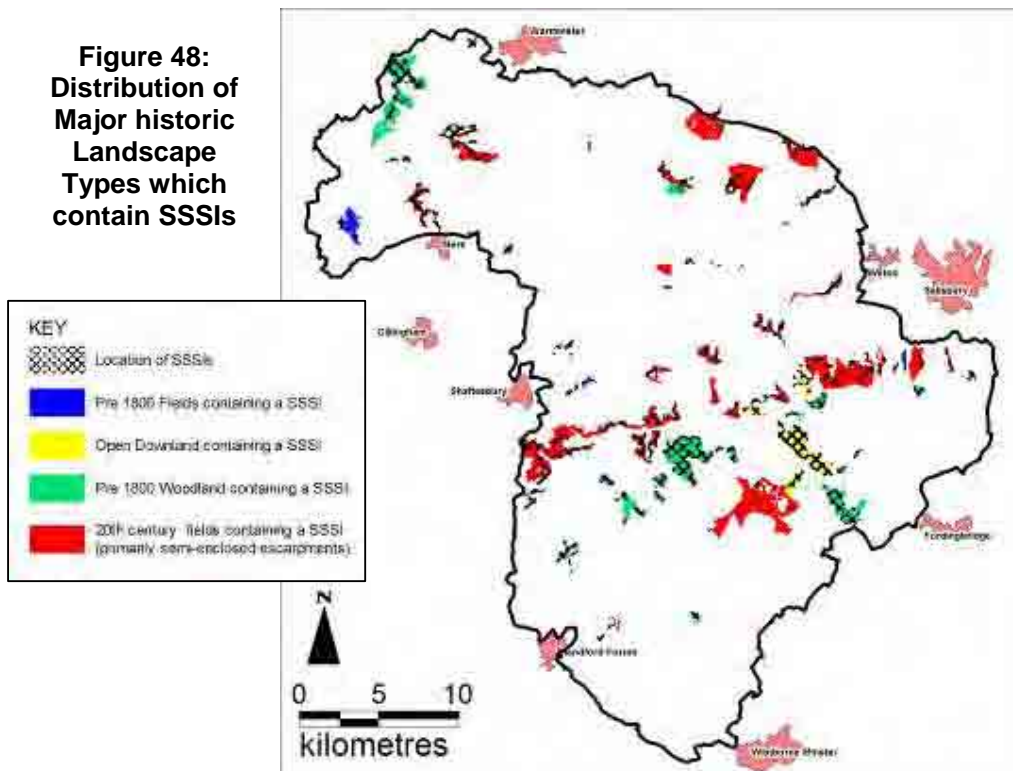 Figure 48:
Distribution of
Major historic
Landscape
Types which
contain SSSIs
Warminster
Mere
Wilton
Salisbury
Gillingham
Shaftesbury
Fordingbridge
Blandford Forum
Wimborne Minster
KEY
Location of SSSIs
Pre 1800 Fields containing a SSSI
Open Downland containing a SSSI
Pre 1800 Woodland containing a SSSI
20th century fields containing a SSSI
(primarily semi-enclosed escarpments)
N
0 5 10
kilometres